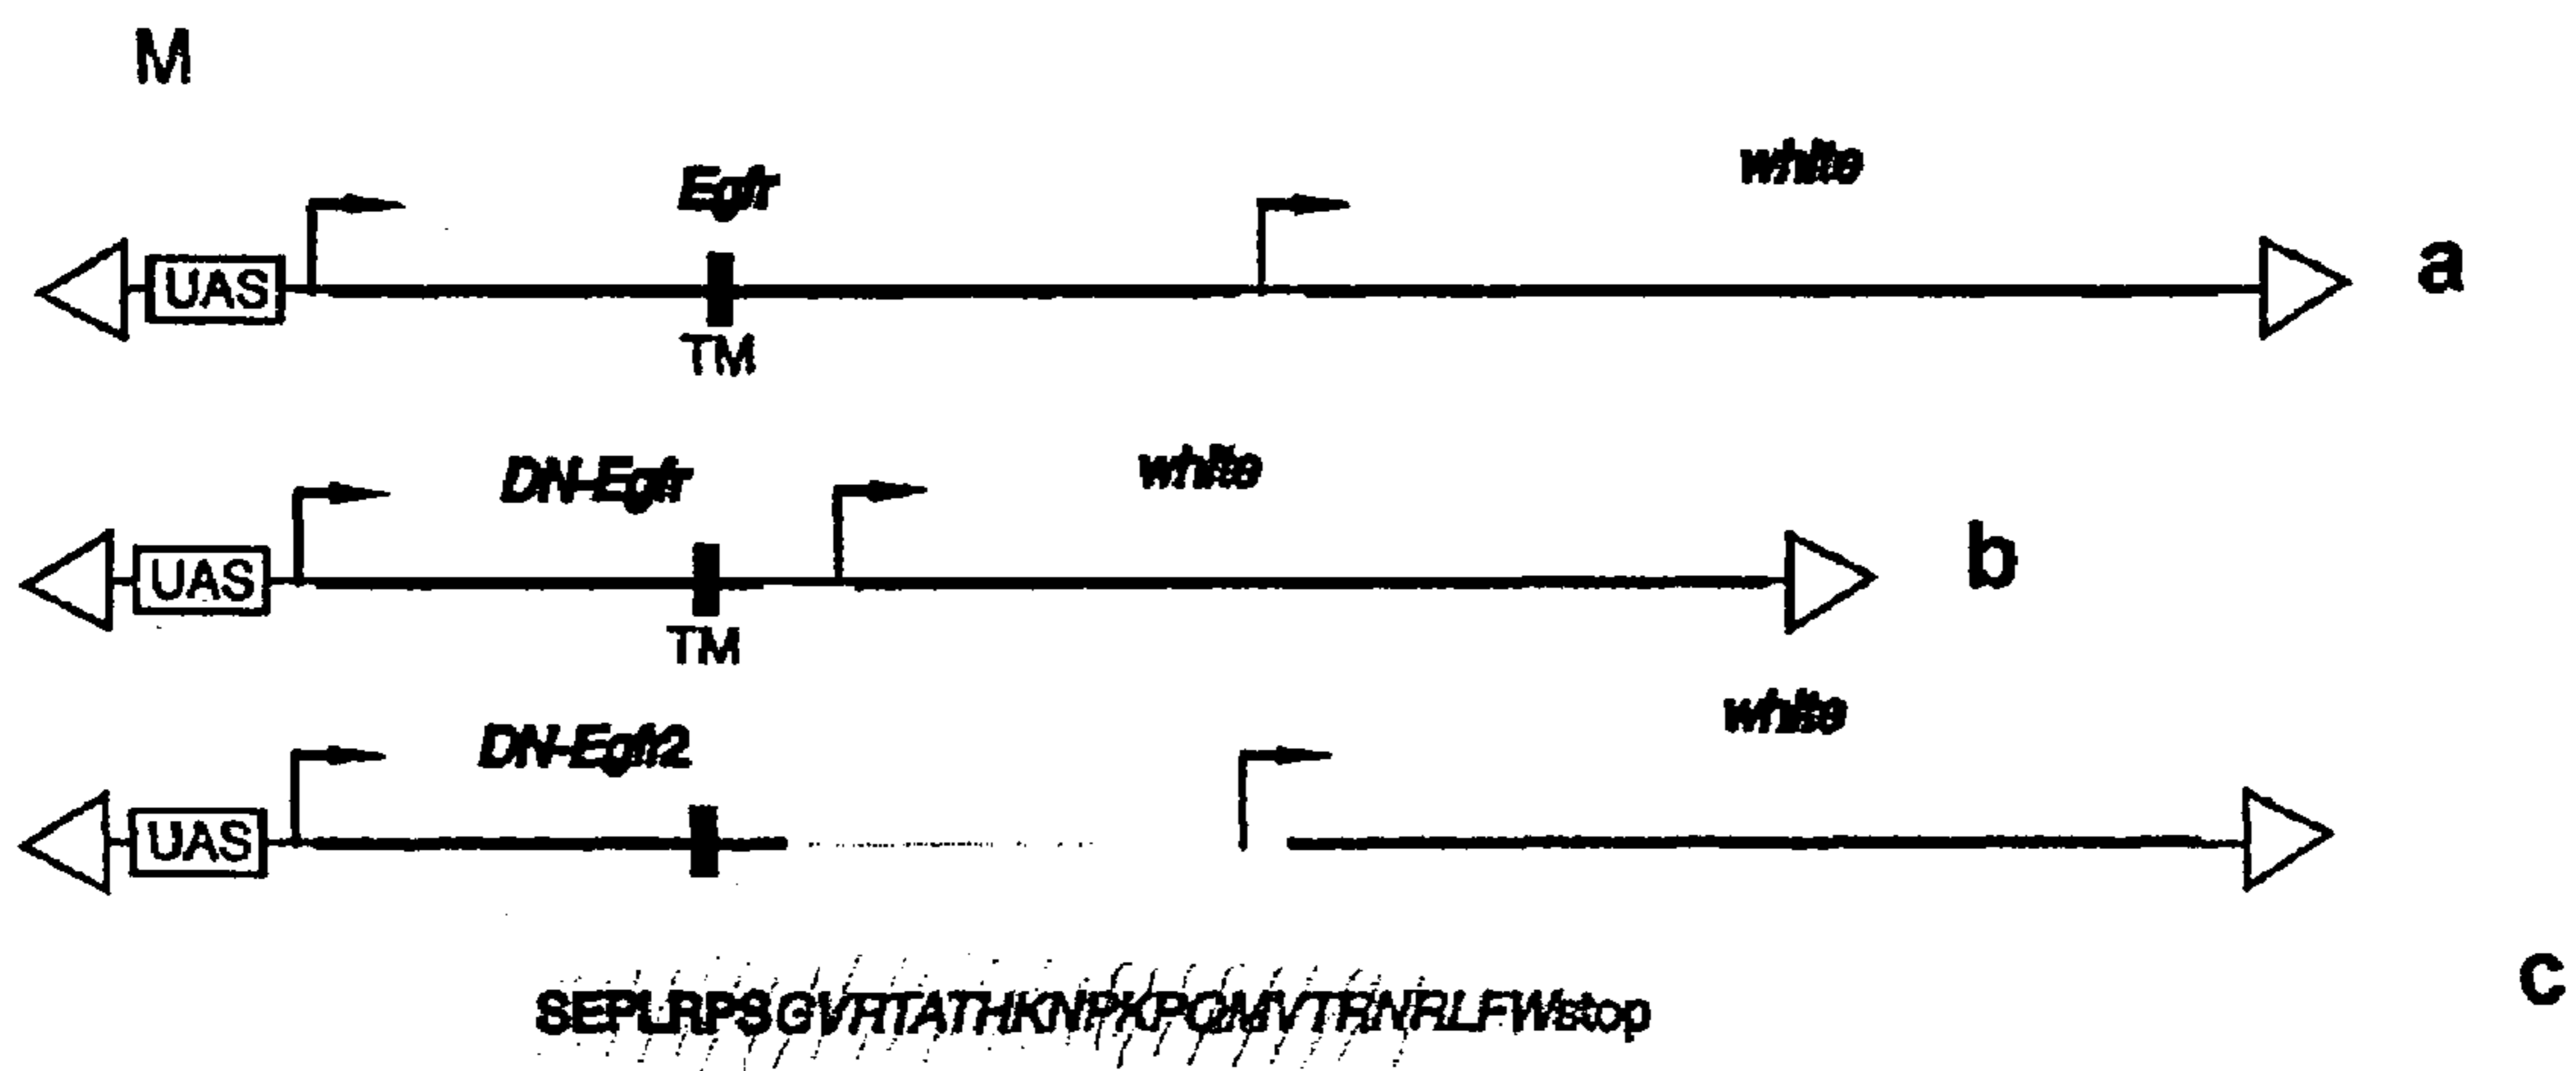 M
Egfr
white
UAS
a
TM
DN-Egfr
white
UAS
b
TM
DN-Egfr2
white
UAS
SEPLRPSGVRTATHKNPKPQMVTRNRLFWstop
c